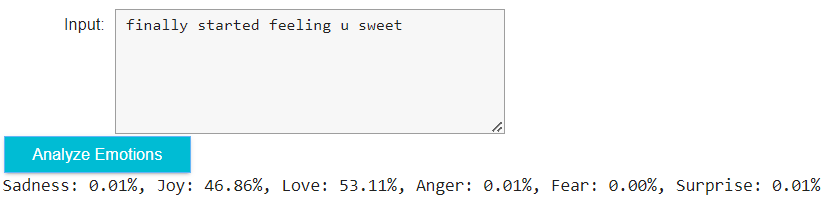 Input: finally started feeling u sweet
Analyze Emotions
Sadness: 0.01%, Joy: 46.86%, Love: 53.11%, Anger: 0.01%, Fear: 0.00%, Surprise: 0.01%